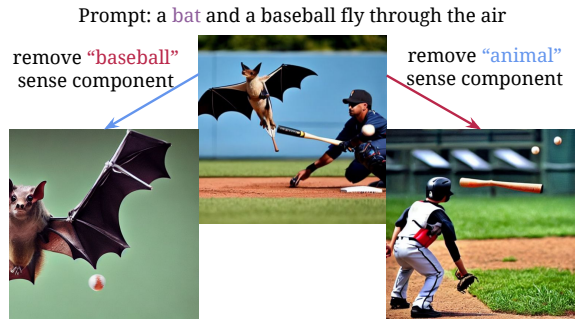 Prompt: a bat and a baseball fly through the air
remove “baseball”
sense component
remove “animal”
sense component